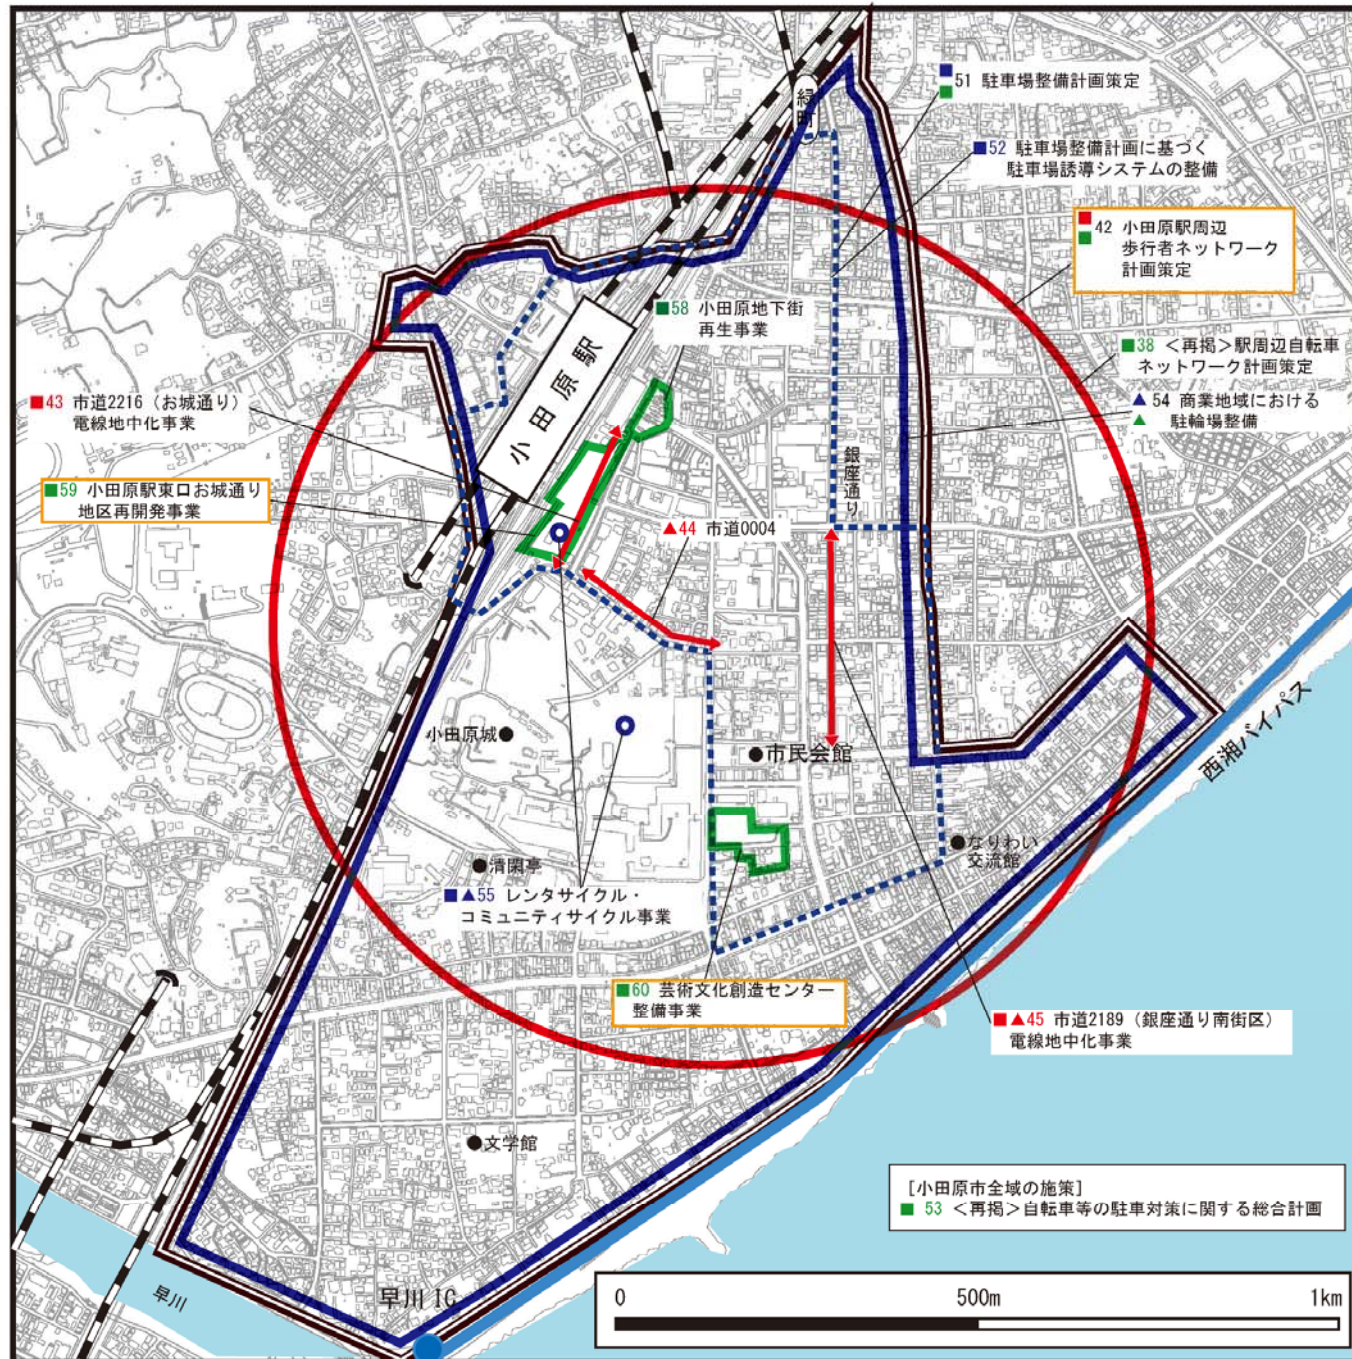 緑町
■51 駐車場整備計画策定
■52 駐車場整備計画に基づく
駐車場誘導システムの整備
■42 小田原駅周辺
歩行者ネットワーク
計画策定
■58 小田原地下街
再生事業
■38 <再掲>駅周辺自転車
ネットワーク計画策定
▲54 商業地域における
駐輪場整備
小田原駅
■43 市道2216（お城通り）
電線地中化事業
銀座通り
■59 小田原駅東口お城通り
地区再開発事業
▲44 市道0004
西湘バイパス
小田原城●
●市民会館
●なりわい
交流館
●清閑亭
■▲55 レンタサイクル・
コミュニティサイクル事業
■60 芸術文化創造センター
整備事業
■▲45 市道2189（銀座通り南街区）
電線地中化事業
●文学館
［小田原市全域の施策］
■ 53 <再掲>自転車等の駐車対策に関する総合計画
早川
早川 IC
0 500m 1km